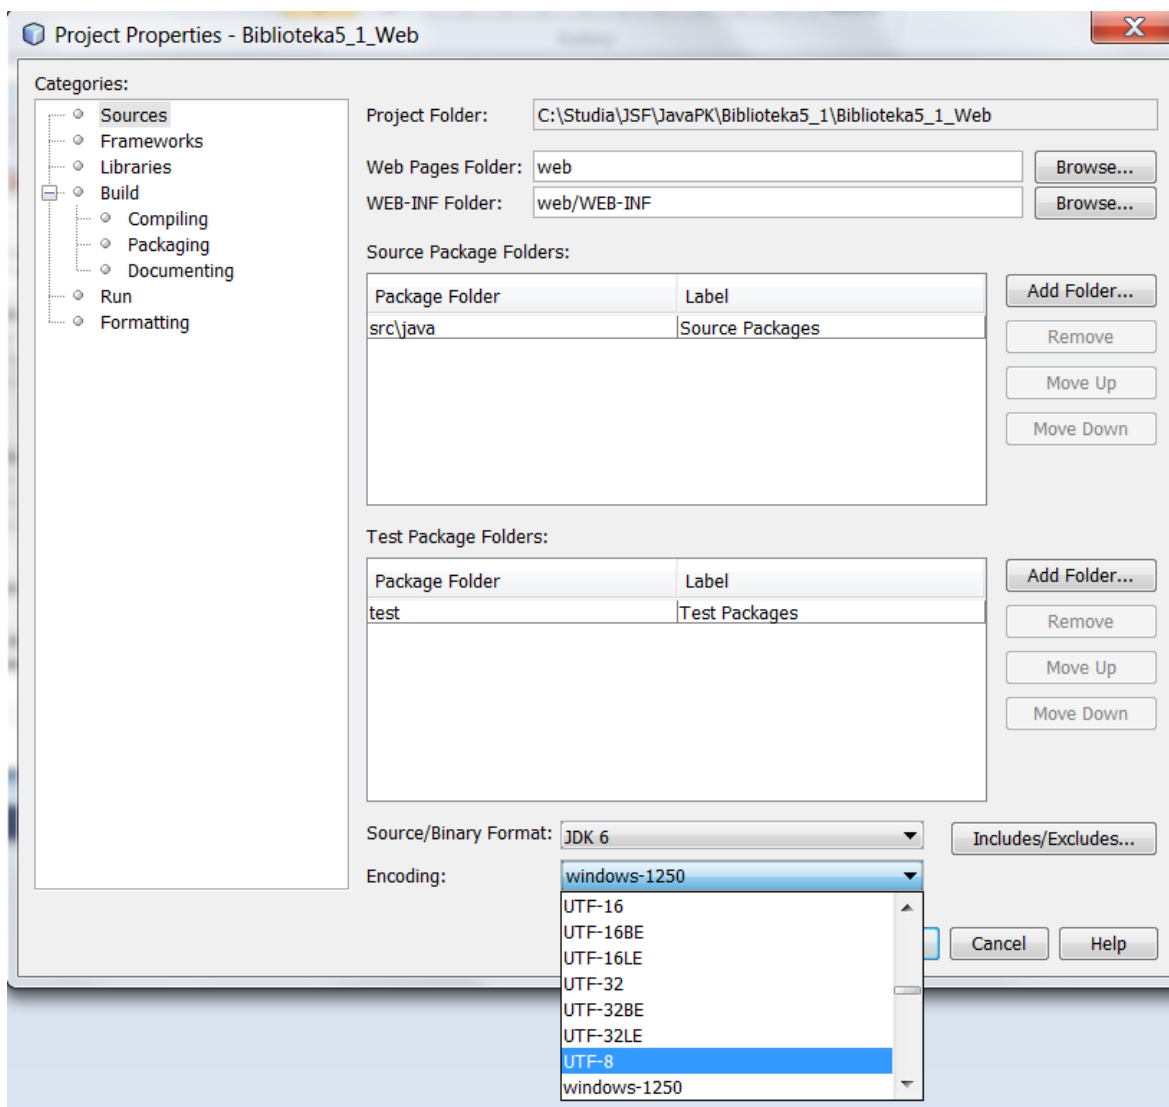 Project Properties - Biblioteka5_1_Web
X
Categories:
Sources
Frameworks
Libraries
Build
Compiling
Packaging
Documenting
Run
Formatting
Project Folder: C:\Studia\JSF\JavaPK\Biblioteka5_1\Biblioteka5_1_Web
Web Pages Folder: web Browse...
WEB-INF Folder: web/WEB-INF Browse...
Source Package Folders:
Package Folder Label
src\java Source Packages
Add Folder...
Remove
Move Up
Move Down
Test Package Folders:
Package Folder Label
test Test Packages
Add Folder...
Remove
Move Up
Move Down
Source/Binary Format: JDK 6 Includes/Excludes...
Encoding: windows-1250
UTF-16
UTF-16BE
UTF-16LE
UTF-32
UTF-32BE
UTF-32LE
UTF-8
windows-1250
Cancel Help